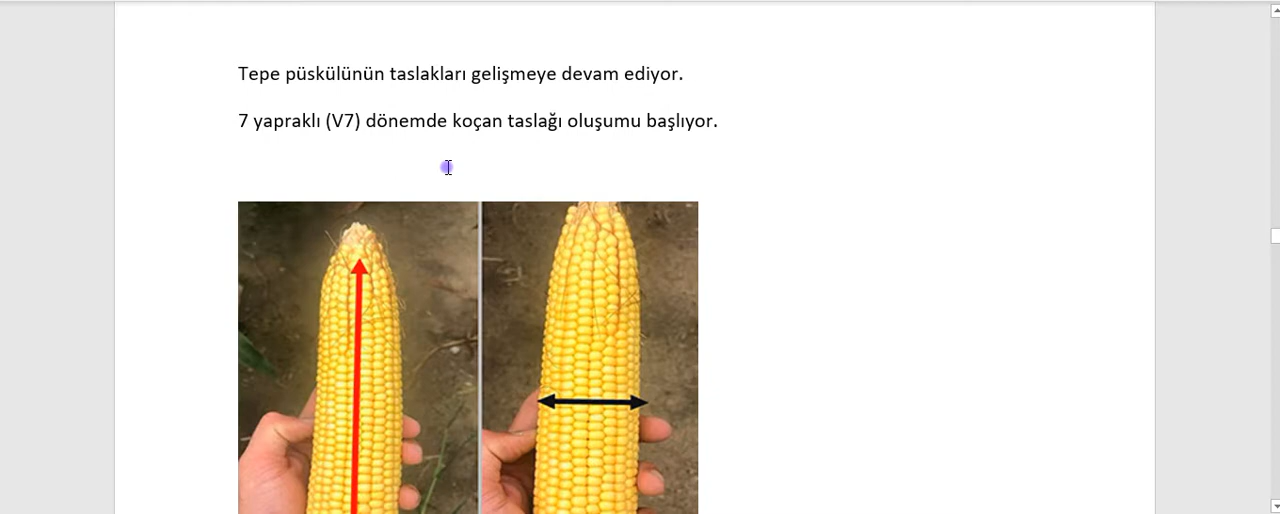 Tepe püskülünün taslakları gelişmeye devam ediyor.
7 yapraklı (V7) dönemde koçan taslağı oluşumu başlıyor.